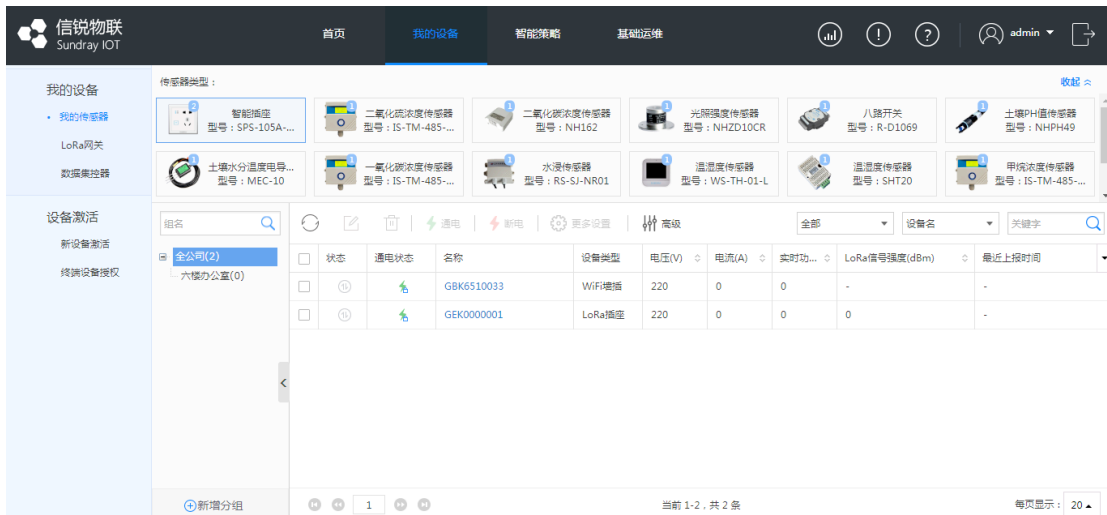 信锐物联
Sundray IOT
首页
我的设备
智能策略
基础运维
admin
我的设备
我的传感器
LoRa网关
数据集控器
设备激活
新设备激活
终端设备授权
传感器类型：
收起
2
智能插座
型号：SPS-105A-...
1
二氧化硫浓度传感器
型号：IS-TM-485-...
1
二氧化碳浓度传感器
型号：NH162
1
光照强度传感器
型号：NHZD10CR
1
八路开关
型号：R-D1069
1
土壤PH值传感器
型号：NHPH49
1
土壤水分温度电导...
型号：MEC-10
1
一氧化碳浓度传感器
型号：IS-TM-485-...
1
水浸传感器
型号：RS-SJ-NR01
1
温湿度传感器
型号：WS-TH-01-L
1
温湿度传感器
型号：SHT20
1
甲烷浓度传感器
型号：IS-TM-485-...
组名
全公司(2)
六楼办公室(0)
新增分组
通电
断电
更多设置
高级
全部
设备名
关键字
状态 通电状态 名称 设备类型 电压(V) 电流(A) 实时功... LoRa信号强度(dBm) 最近上报时间
GBK6510033 WiFi墙插 220 0 0 - -
GEK0000001 LoRa插座 220 0 0 0 -
1
当前 1-2，共 2 条
每页显示： 20